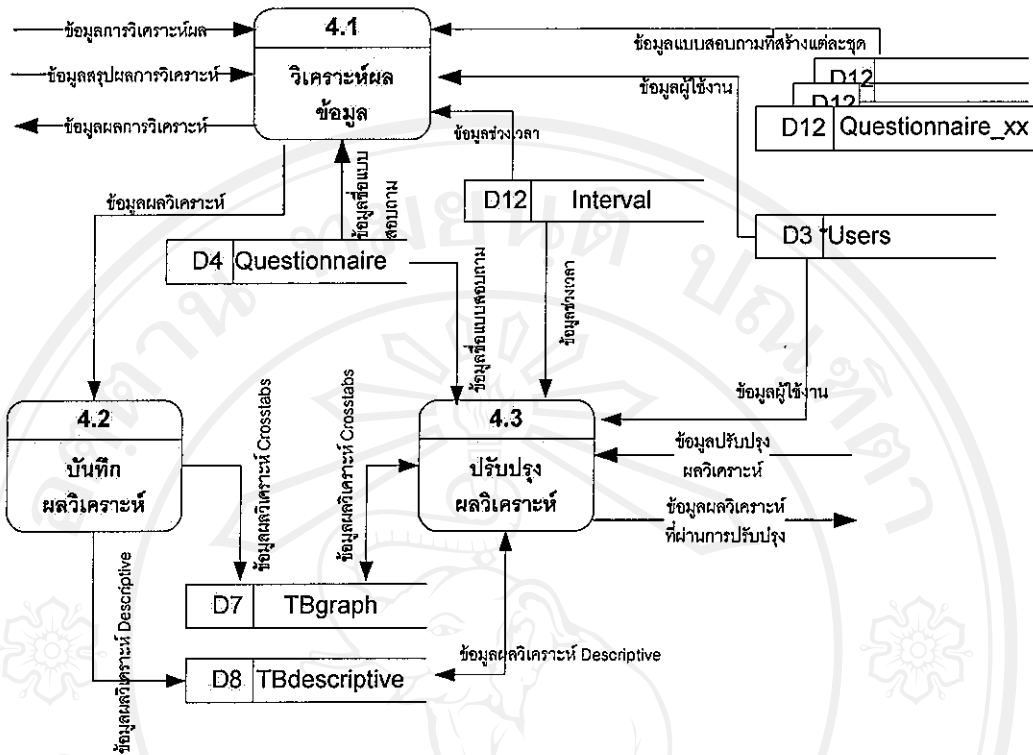 ข้อมูลการวิเคราะห์ผล
4.1
ข้อมูลแบบสอบถามที่สร้างแต่ละชุด
ข้อมูลสรุปผลการวิเคราะห์
วิเคราะห์ผล
ข้อมูล
ข้อมูลผู้ใช้งาน
D12
D12
D12 Questionnaire_xx
ข้อมูลผลการวิเคราะห์
ข้อมูลช่วงเวลา
ข้อมูลผลวิเคราะห์
ข้อมูลชื่อแบบ
สอบถาม
D12 Interval
D3 Users
D4 Questionnaire
ข้อมูลชื่อแบบสอบถาม
ข้อมูลช่วงเวลา
ข้อมูลผู้ใช้งาน
4.2
บันทึก
ผลวิเคราะห์
ข้อมูลผลวิเคราะห์ Crosstabs
ข้อมูลผลวิเคราะห์ Crosstabs
4.3
ปรับปรุง
ผลวิเคราะห์
ข้อมูลปรับปรุง
ผลวิเคราะห์
ข้อมูลผลวิเคราะห์
ที่ผ่านการปรับปรุง
ข้อมูลผลวิเคราะห์ Descriptive
D7 TBgraph
ข้อมูลผลวิเคราะห์ Descriptive
D8 TBdescriptive